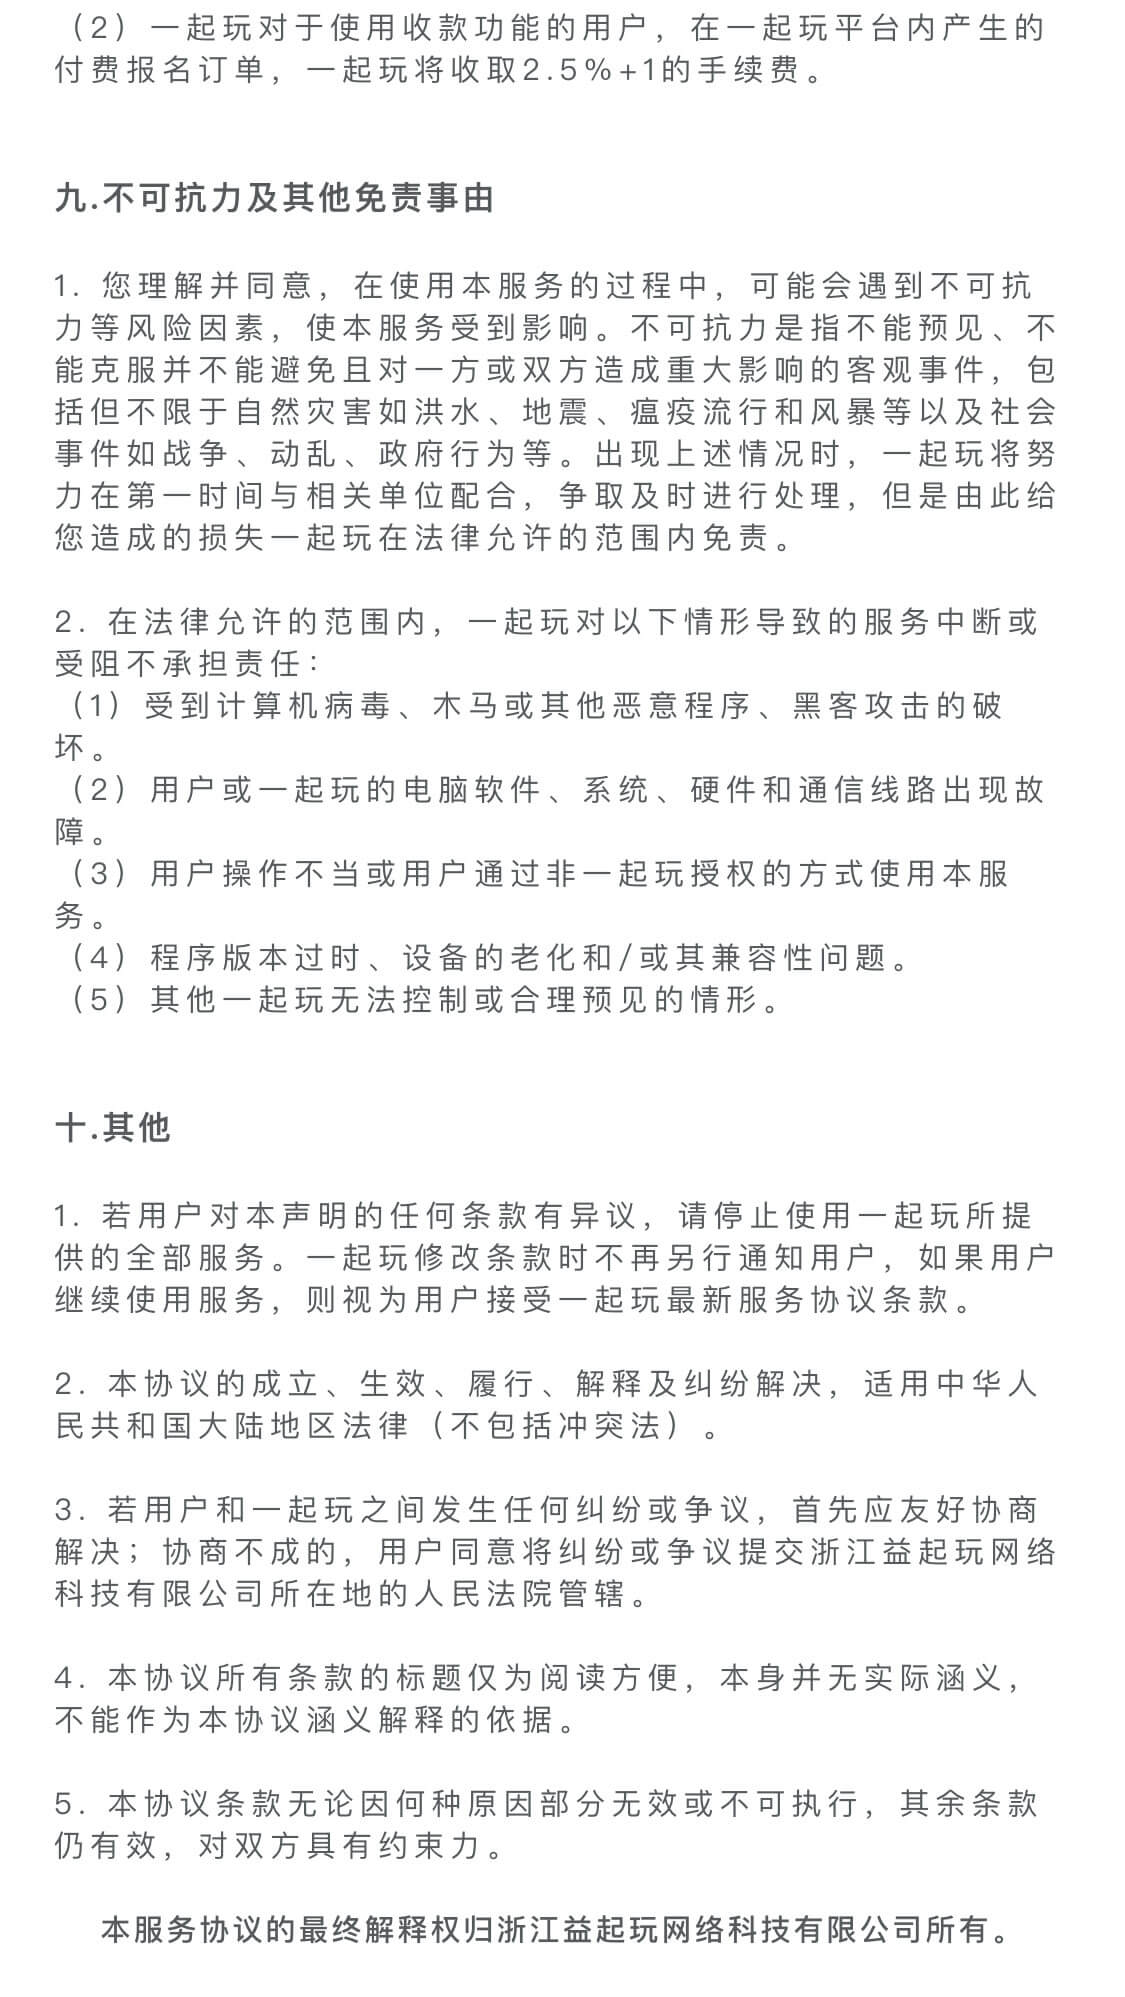 （2）一起玩对于使用收款功能的用户，在一起玩平台内产生的
付费报名订单，一起玩将收取2.5%+1的手续费。
九.不可抗力及其他免责事由
1. 您理解并同意，在使用本服务的过程中，可能会遇到不可抗
力等风险因素，使本服务受到影响。不可抗力是指不能预见、不
能克服并不能避免且对一方或双方造成重大影响的客观事件，包
括但不限于自然灾害如洪水、地震、瘟疫流行和风暴等以及社会
事件如战争、动乱、政府行为等。出现上述情况时，一起玩将努
力在第一时间与相关单位配合，争取及时进行处理，但是由此给
您造成的损失一起玩在法律允许的范围内免责。
2. 在法律允许的范围内，一起玩对以下情形导致的服务中断或
受阻不承担责任：
（1）受到计算机病毒、木马或其他恶意程序、黑客攻击的破
坏。
（2）用户或一起玩的电脑软件、系统、硬件和通信线路出现故
障。
（3）用户操作不当或用户通过非一起玩授权的方式使用本服
务。
（4）程序版本过时、设备的老化和/或其兼容性问题。
（5）其他一起玩无法控制或合理预见的情形。
十.其他
1. 若用户对本声明的任何条款有异议，请停止使用一起玩所提
供的全部服务。一起玩修改条款时不再另行通知用户，如果用户
继续使用服务，则视为用户接受一起玩最新服务协议条款。
2. 本协议的成立、生效、履行、解释及纠纷解决，适用中华人
民共和国大陆地区法律（不包括冲突法）。
3. 若用户和一起玩之间发生任何纠纷或争议，首先应友好协商
解决；协商不成的，用户同意将纠纷或争议提交浙江益起玩网络
科技有限公司所在地的人民法院管辖。
4. 本协议所有条款的标题仅为阅读方便，本身并无实际涵义，
不能作为本协议涵义解释的依据。
5. 本协议条款无论因何种原因部分无效或不可执行，其余条款
仍有效，对双方具有约束力。
本服务协议的最终解释权归浙江益起玩网络科技有限公司所有。